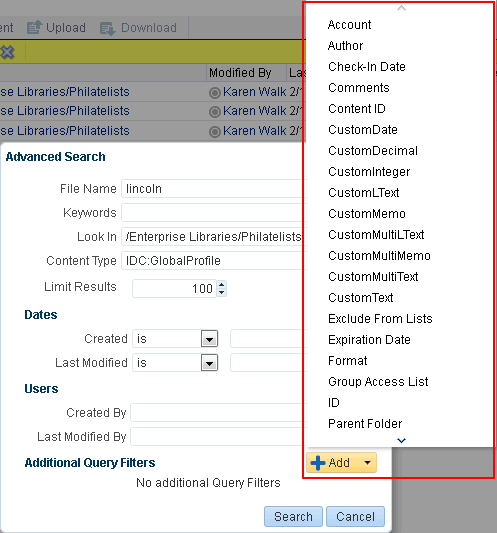 ent Upload Download
Modified By Las
se Libraries/Philatelists Karen Walk 2/1
se Libraries/Philatelists Karen Walk 2/1
se Libraries/Philatelists Karen Walk 2/1
Advanced Search
File Name lincoln
Keywords
Look In /Enterprise Libraries/Philatelists
Content Type IDC:GlobalProfile
Limit Results 100
Dates
Created is
Last Modified is
Users
Created By
Last Modified By
Additional Query Filters
Add
No additional Query Filters
Search Cancel
Account
Author
Check-In Date
Comments
Content ID
CustomDate
CustomDecimal
CustomInteger
CustomLText
CustomMemo
CustomMultiLText
CustomMultiMemo
CustomMultiText
CustomText
Exclude From Lists
Expiration Date
Format
Group Access List
ID
Parent Folder